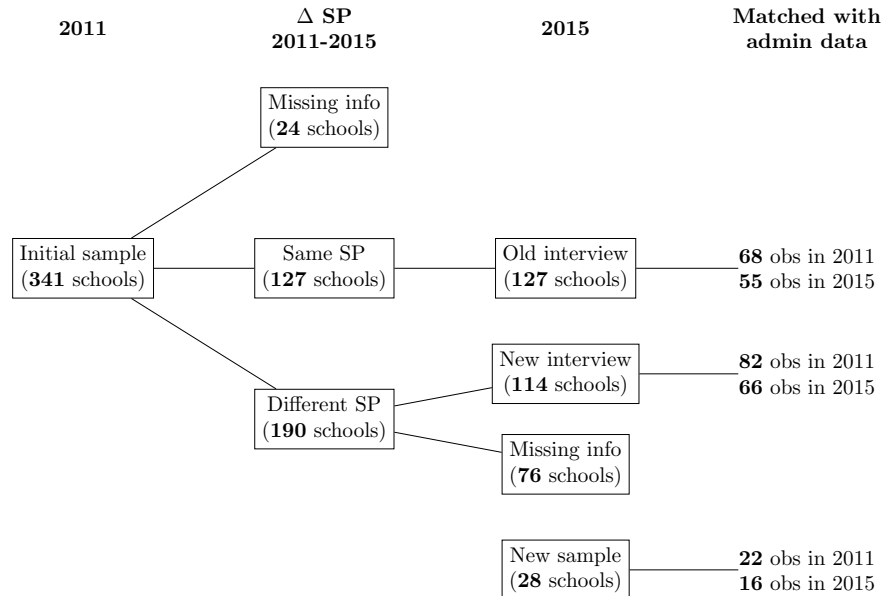 2011
Δ SP
2011-2015
2015
Matched with
admin data
Missing info
(24 schools)
Initial sample
(341 schools)
Same SP
(127 schools)
Old interview
(127 schools)
68 obs in 2011
55 obs in 2015
New interview
(114 schools)
82 obs in 2011
66 obs in 2015
Different SP
(190 schools)
Missing info
(76 schools)
New sample
(28 schools)
22 obs in 2011
16 obs in 2015